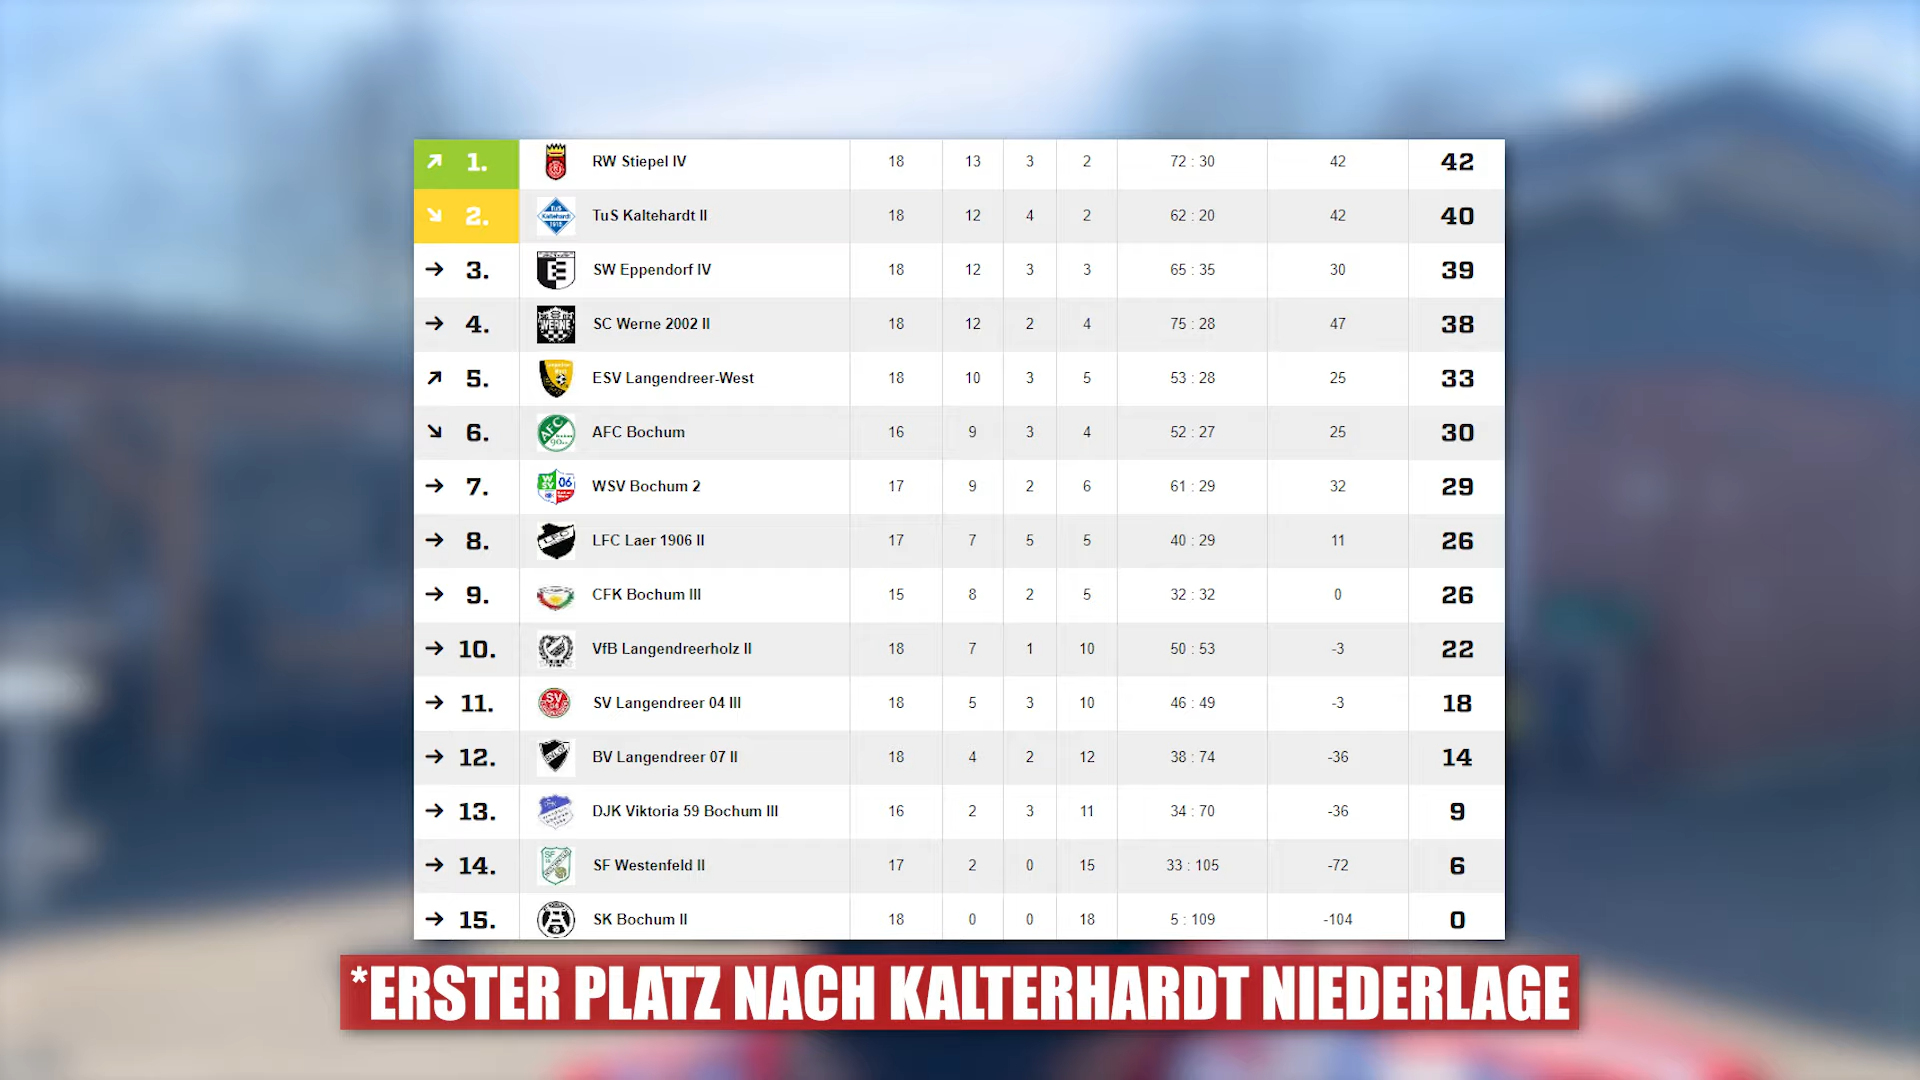 1. RW Stiepel IV 18 13 3 2 72 : 30 42 42
2. TuS Kaltehardt II 18 12 4 2 62 : 20 42 40
3. SW Eppendorf IV 18 12 3 3 65 : 35 30 39
4. SC Werne 2002 II 18 12 2 4 75 : 28 47 38
5. ESV Langendreer-West 18 10 3 5 53 : 28 25 33
6. AFC Bochum 16 9 3 4 52 : 27 25 30
7. WSV Bochum 2 17 9 2 6 61 : 29 32 29
8. LFC Laer 1906 II 17 7 5 5 40 : 29 11 26
9. CFK Bochum III 15 8 2 5 32 : 32 0 26
10. VfB Langendreerholz II 18 7 1 10 50 : 53 -3 22
11. SV Langendreer 04 III 18 5 3 10 46 : 49 -3 18
12. BV Langendreer 07 II 18 4 2 12 38 : 74 -36 14
13. DJK Viktoria 59 Bochum III 16 2 3 11 34 : 70 -36 9
14. SF Westenfeld II 17 2 0 15 33 : 105 -72 6
15. SK Bochum II 18 0 0 18 5 : 109 -104 0
*ERSTER PLATZ NACH KALTERHARDT NIEDERLAGE